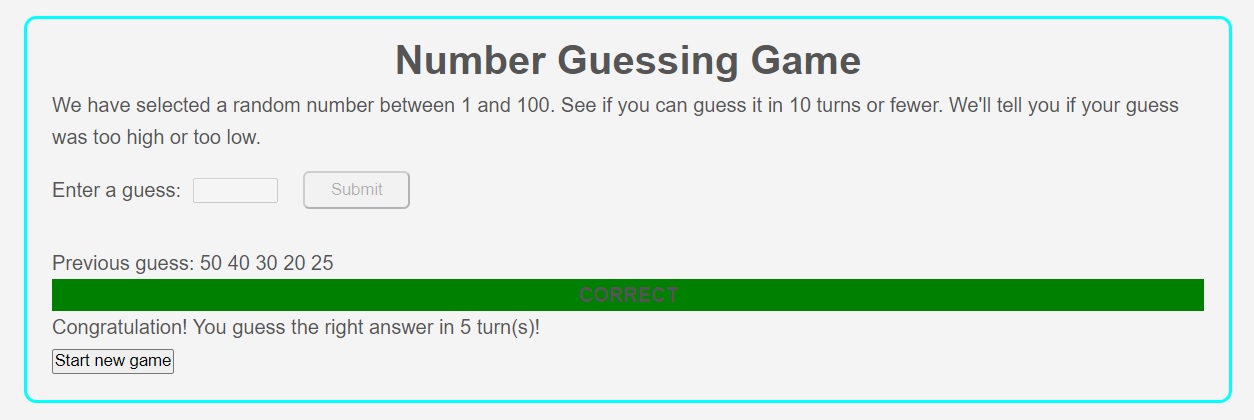 Number Guessing Game
We have selected a random number between 1 and 100. See if you can guess it in 10 turns or fewer. We'll tell you if your guess
was too high or too low.
Enter a guess: Submit
Previous guess: 50 40 30 20 25
CORRECT
Congratulation! You guess the right answer in 5 turn(s)!
Start new game